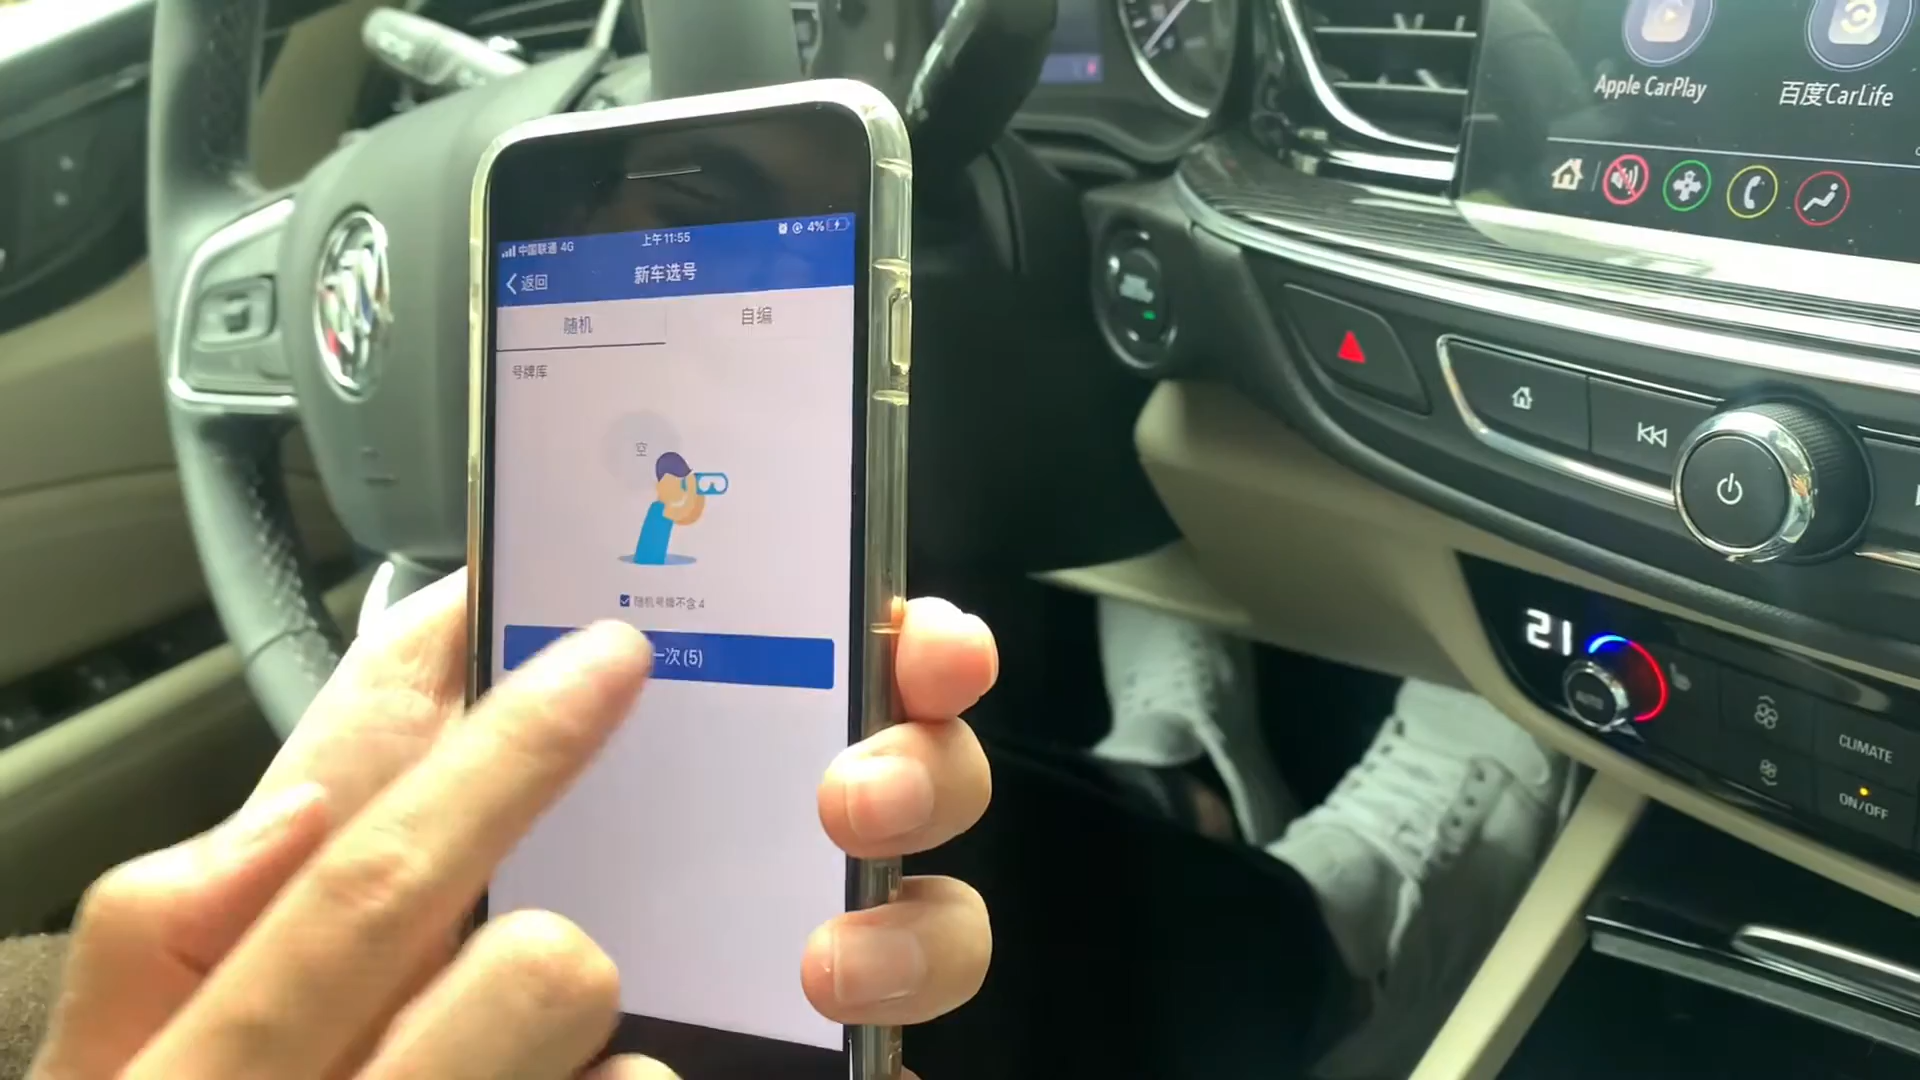 中国联通 4G
上午11:55
4%
返回
新车选号
随机
自编
号牌库
空
随机号牌不含4
一次(5)
Apple CarPlay
百度CarLife
21
AUTO
CLIMATE
ON/OFF